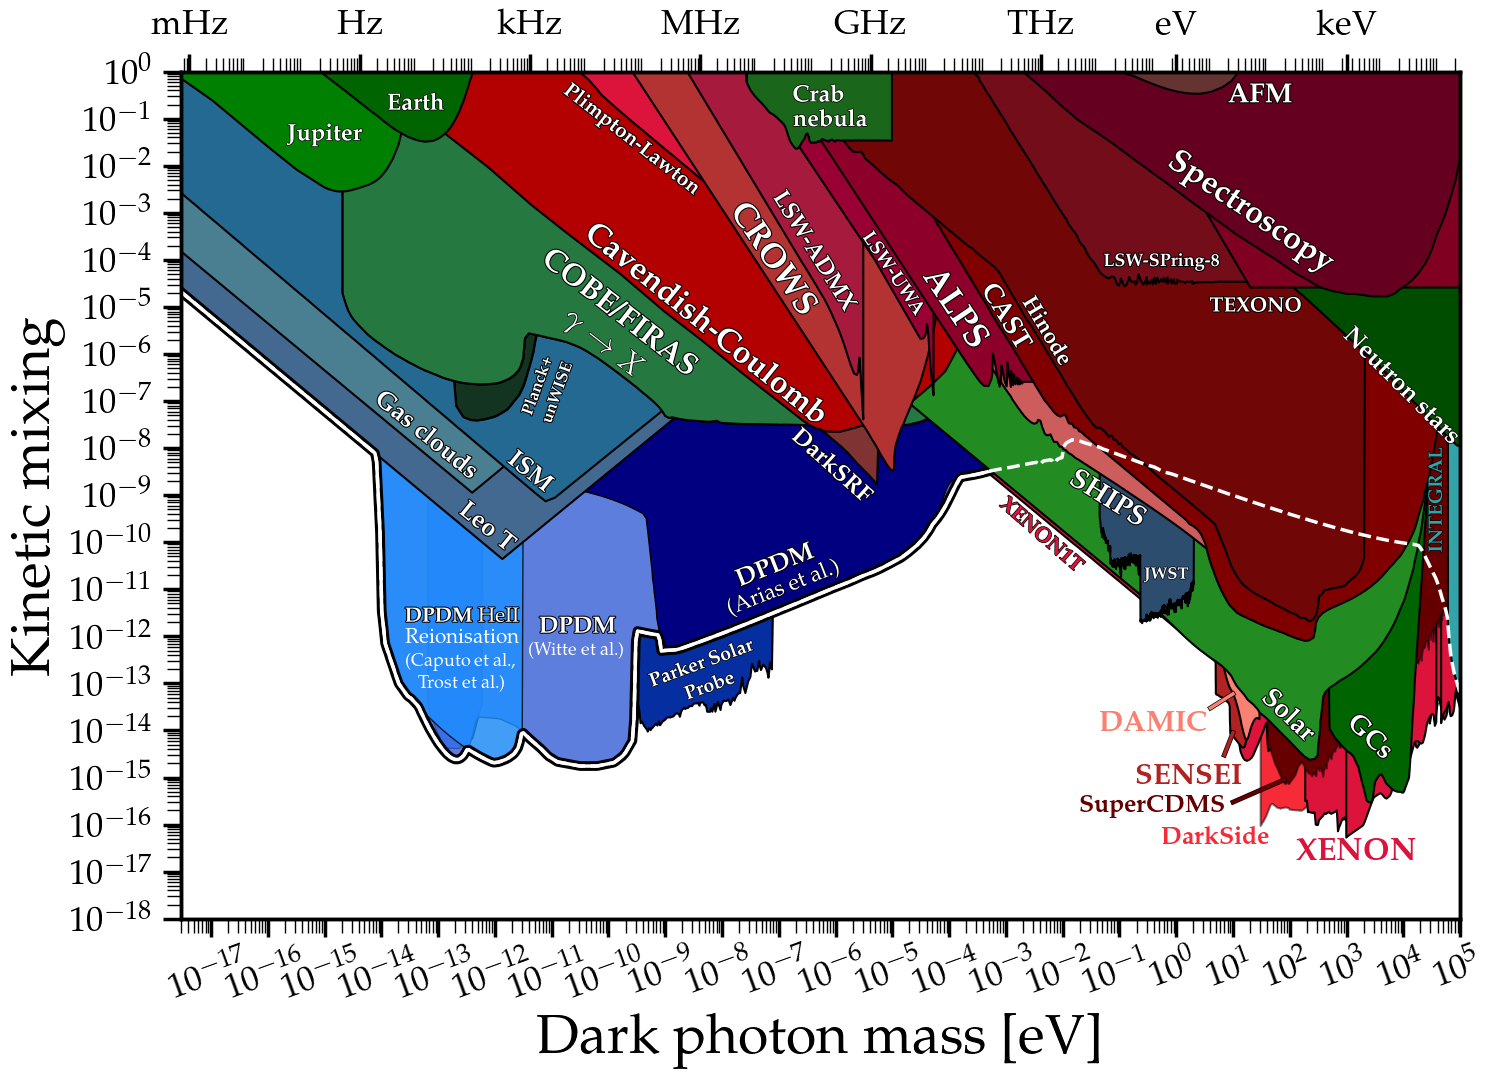 mHz Hz kHz MHz GHz THz eV keV
10^0
10^−1
10^−2
10^−3
10^−4
10^−5
10^−6
10^−7
10^−8
10^−9
10^−10
10^−11
10^−12
10^−13
10^−14
10^−15
10^−16
10^−17
10^−18
Kinetic mixing
Earth
Jupiter
Plimpton-Lawton
Crab
nebula
AFM
Spectroscopy
CROWS
LSW-ADMX
LSW-UWA
ALPS
CAST
Hinode
LSW-SPring-8
TEXONO
Neutron stars
Cavendish-Coulomb
COBE/FIRAS
γ → X
Planck+
unWISE
Gas clouds
ISM
Leo T
DarkSRF
SHIPS
XENON1T
JWST
INTEGRAL
DPDM
(Arias et al.)
DPDM HeII
Reionisation
(Caputo et al.,
Trost et al.)
DPDM
(Witte et al.)
Parker Solar
Probe
Solar
GCs
DAMIC
SENSEI
SuperCDMS
DarkSide
XENON
10^−17 10^−16 10^−15 10^−14 10^−13 10^−12 10^−11 10^−10 10^−9 10^−8 10^−7 10^−6 10^−5 10^−4 10^−3 10^−2 10^−1 10^0 10^1 10^2 10^3 10^4 10^5
Dark photon mass [eV]